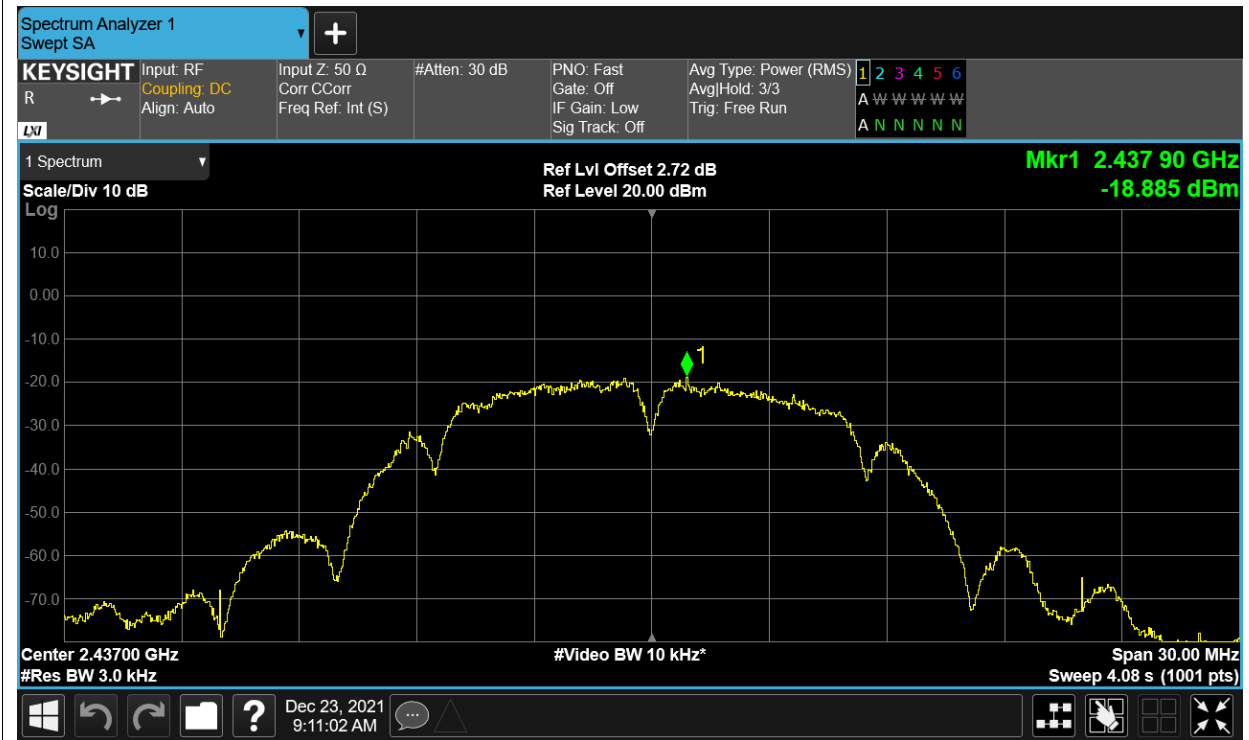 Spectrum Analyzer 1
Swept SA
▼
+
KEYSIGHT
R
LXI
Input: RF
Coupling: DC
Align: Auto
Input Z: 50 Ω
Corr CCorr
Freq Ref: Int (S)
#Atten: 30 dB
PNO: Fast
Gate: Off
IF Gain: Low
Sig Track: Off
Avg Type: Power (RMS)
Avg|Hold: 3/3
Trig: Free Run
1 2 3 4 5 6
A W W W W W
A N N N N N
1 Spectrum ▼
Scale/Div 10 dB
Ref Lvl Offset 2.72 dB
Ref Level 20.00 dBm
Mkr1 2.437 90 GHz
-18.885 dBm
Log
10.0
0.00
-10.0
-20.0
-30.0
-40.0
-50.0
-60.0
-70.0
1
Center 2.43700 GHz
#Res BW 3.0 kHz
#Video BW 10 kHz*
Span 30.00 MHz
Sweep 4.08 s (1001 pts)
?
Dec 23, 2021
9:11:02 AM